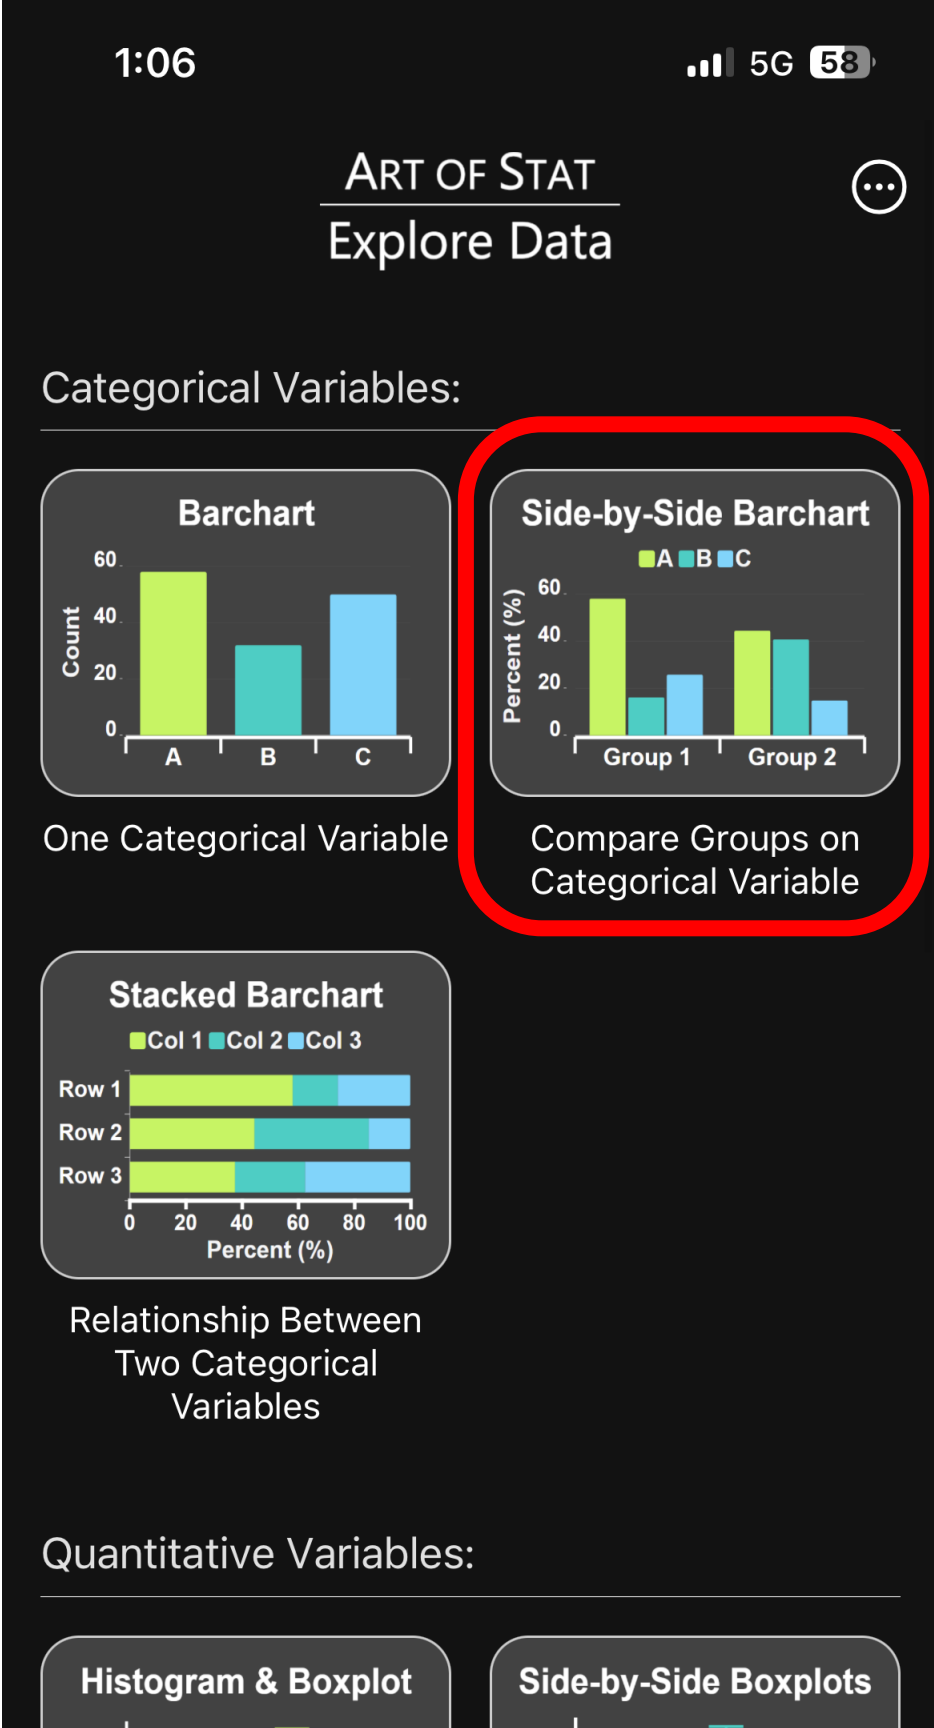 1:06
5G 58
ART OF STAT
Explore Data
Categorical Variables:
Barchart
60
40
20
0
Count
A B C
One Categorical Variable
Side-by-Side Barchart
A B C
60
40
20
0
Percent (%)
Group 1 Group 2
Compare Groups on
Categorical Variable
Stacked Barchart
Col 1 Col 2 Col 3
Row 1
Row 2
Row 3
0 20 40 60 80 100
Percent (%)
Relationship Between
Two Categorical
Variables
Quantitative Variables:
Histogram & Boxplot
Side-by-Side Boxplots